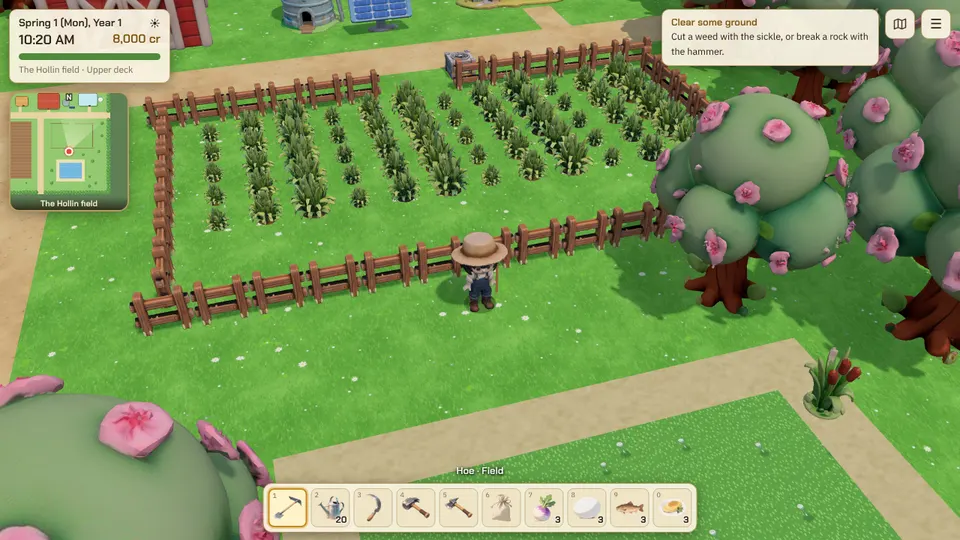 Spring 1 (Mon), Year 1
10:20 AM
8,000 cr
The Hollin field · Upper deck
N
The Hollin field
Clear some ground
Cut a weed with the sickle, or break a rock with
the hammer.
Hoe · Field
1
2
20
3
4
5
6
7
3
8
3
9
3
0
3